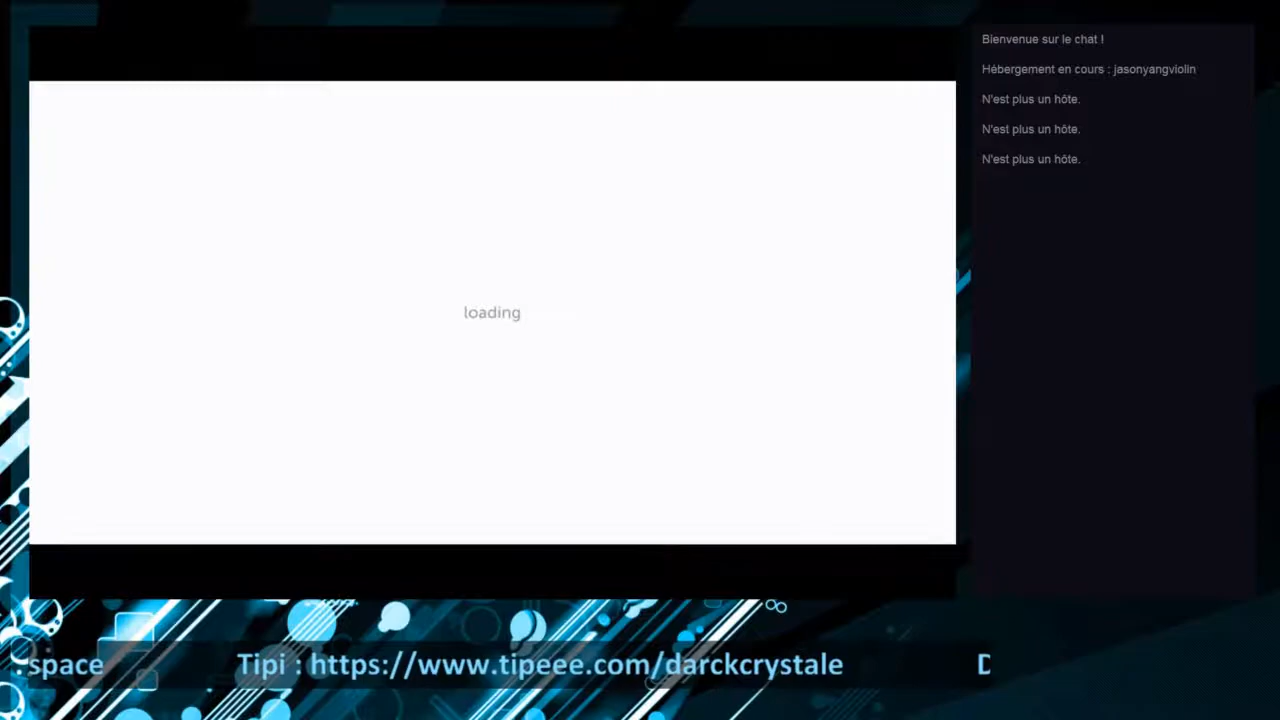 Bienvenue sur le chat !
Hébergement en cours : jasonyangviolin
N'est plus un hôte.
N'est plus un hôte.
N'est plus un hôte.
loading
space Tipi : https://www.tipeee.com/darckcrystale D